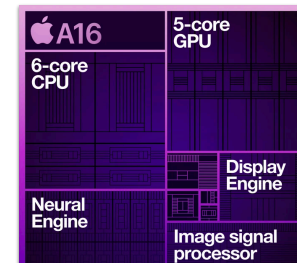 A16
5-core
GPU
6-core
CPU
Display
Engine
Neural
Engine
Image signal
processor